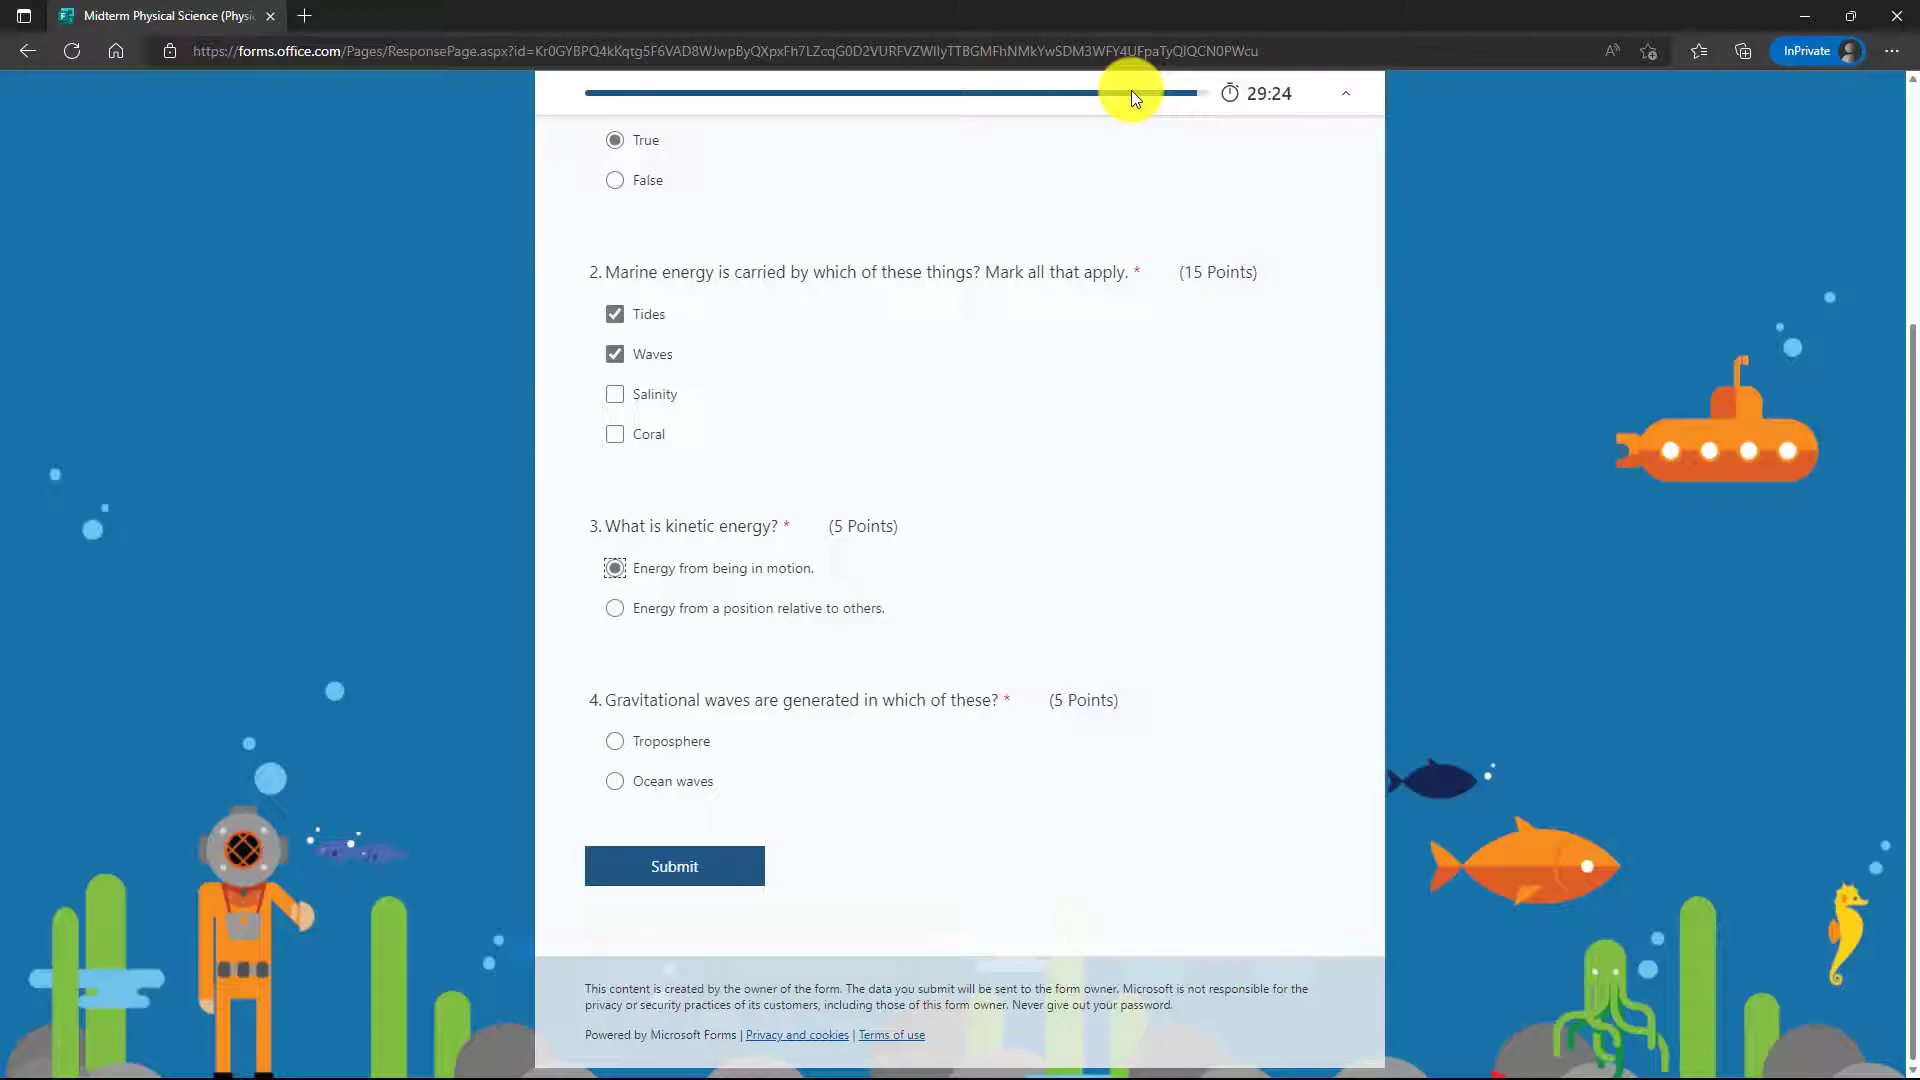 Midterm Physical Science (Physi
https://forms.office.com/Pages/ResponsePage.aspx?id=Kr0GYBPQ4kKqtg5F6VAD8WJwpByQXpxFh7LZcqG0D2VURFVZWllyTTBGMFhNMkYwSDM3WFY4UFpaTyQlQCN0PWcu
InPrivate
29:24
True
False
2. Marine energy is carried by which of these things? Mark all that apply. * (15 Points)
Tides
Waves
Salinity
Coral
3. What is kinetic energy? * (5 Points)
Energy from being in motion.
Energy from a position relative to others.
4. Gravitational waves are generated in which of these? * (5 Points)
Troposphere
Ocean waves
Submit
This content is created by the owner of the form. The data you submit will be sent to the form owner. Microsoft is not responsible for the
privacy or security practices of its customers, including those of this form owner. Never give out your password.
Powered by Microsoft Forms | Privacy and cookies | Terms of use